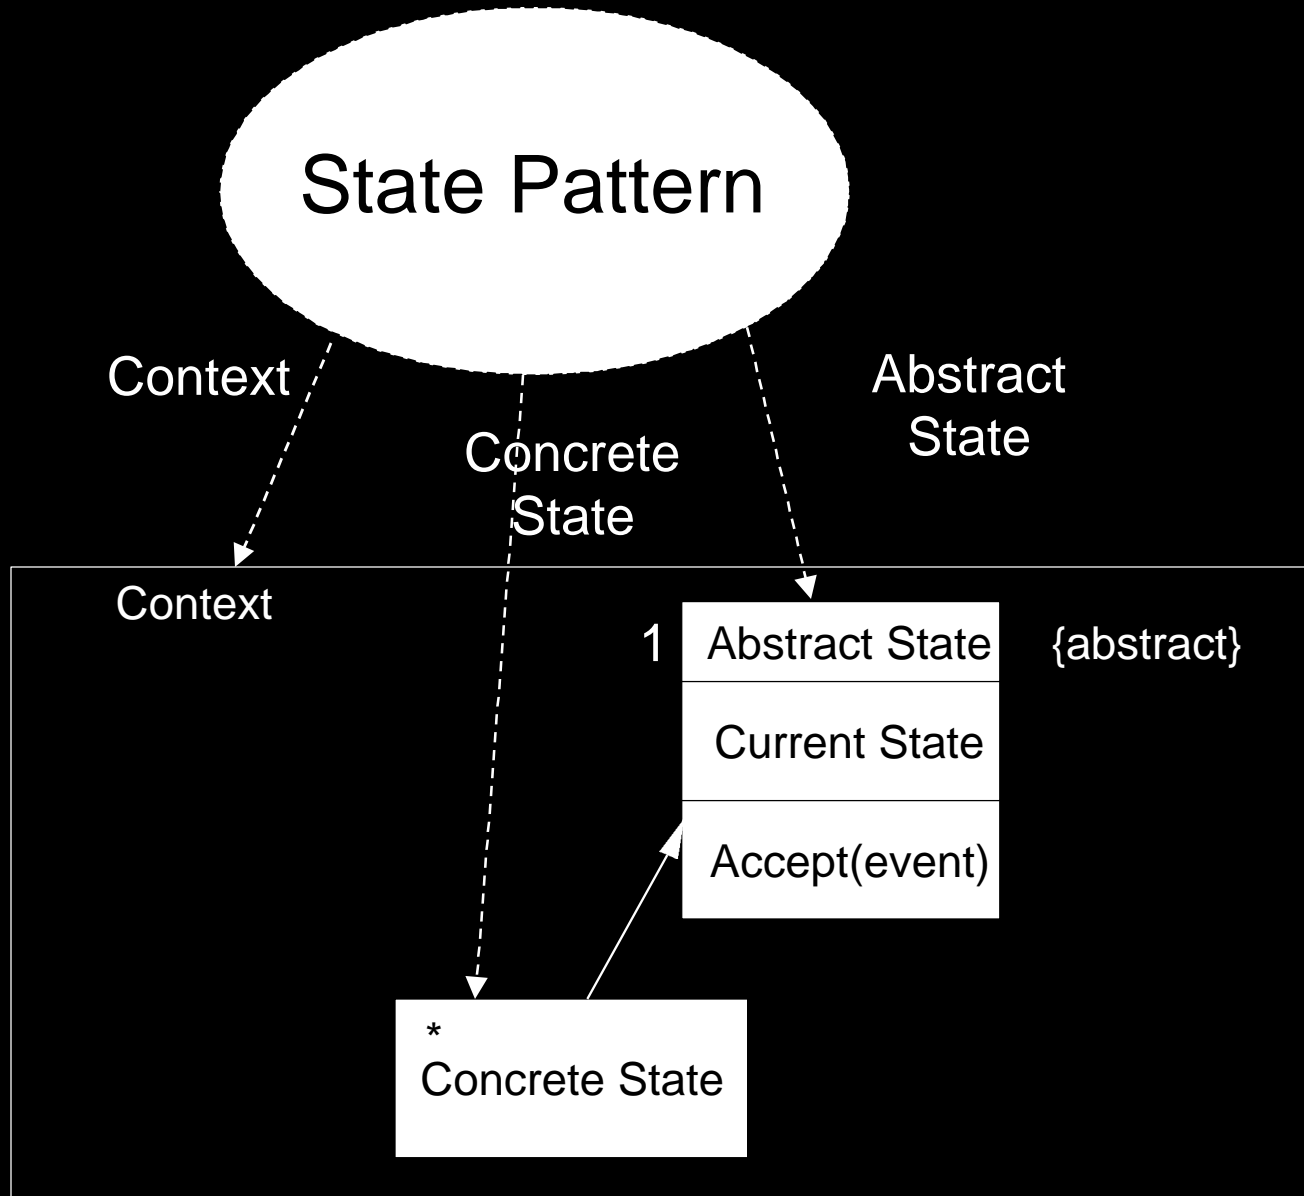 State Pattern
Context
Abstract
State
Concrete
State
Context
1
Abstract State
{abstract}
Current State
Accept(event)
*
Concrete State